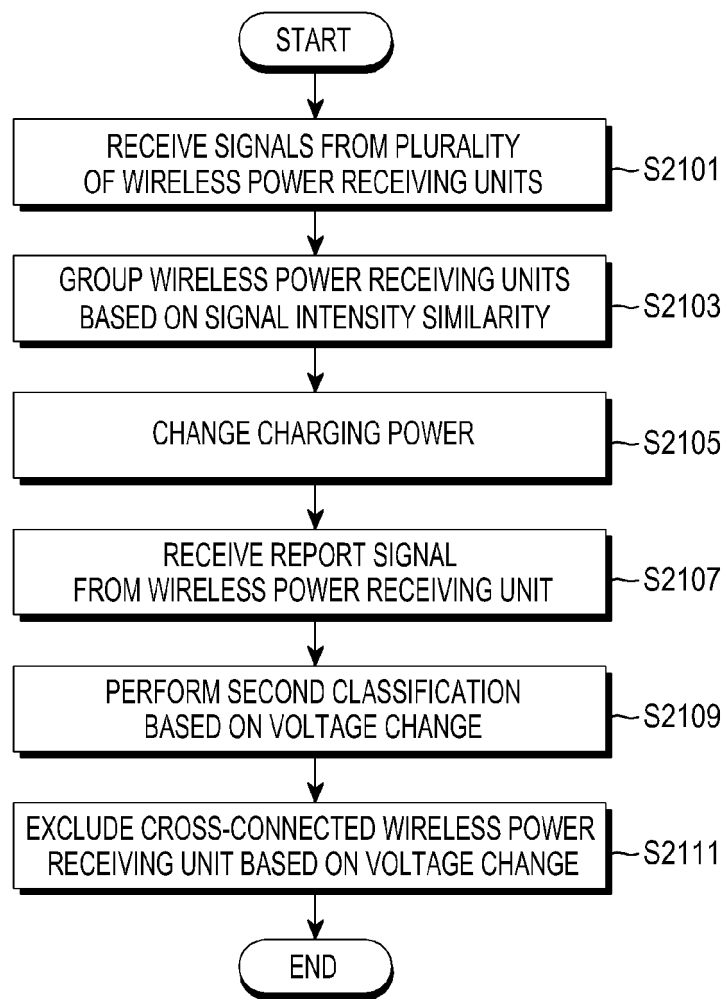 START
RECEIVE SIGNALS FROM PLURALITY
OF WIRELESS POWER RECEIVING UNITS
S2101
GROUP WIRELESS POWER RECEIVING UNITS
BASED ON SIGNAL INTENSITY SIMILARITY
S2103
CHANGE CHARGING POWER
S2105
RECEIVE REPORT SIGNAL
FROM WIRELESS POWER RECEIVING UNIT
S2107
PERFORM SECOND CLASSIFICATION
BASED ON VOLTAGE CHANGE
S2109
EXCLUDE CROSS-CONNECTED WIRELESS POWER
RECEIVING UNIT BASED ON VOLTAGE CHANGE
S2111
END